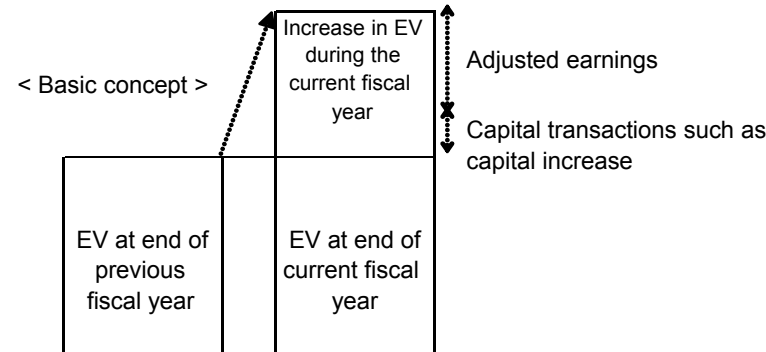 Increase in EV
during the
current fiscal
year
Adjusted earnings
< Basic concept >
Capital transactions such as
capital increase
EV at end of
previous
fiscal year
EV at end of
current fiscal
year